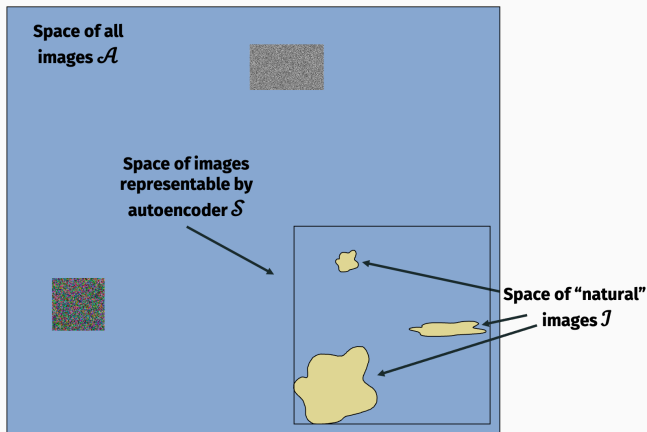 Space of all
images 𝒜
Space of images
representable by
autoencoder 𝒮
Space of “natural”
images ℐ